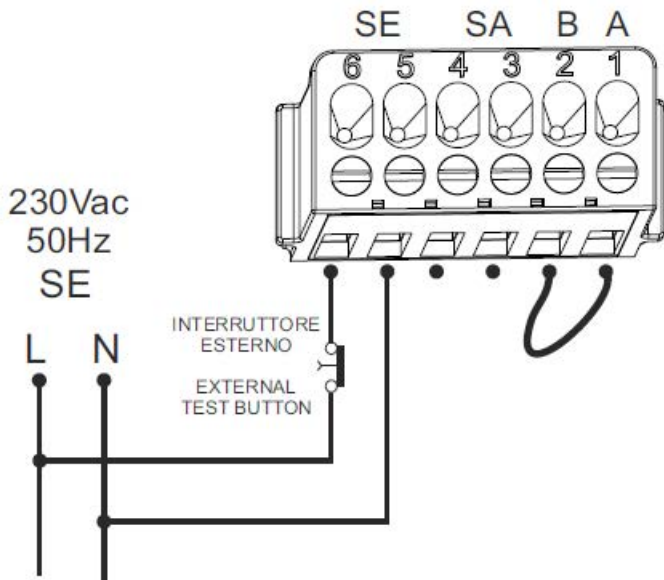 SE SA B A
6 5 4 3 2 1
230Vac
50Hz
SE
L N
INTERRUTTORE
ESTERNO
EXTERNAL
TEST BUTTON